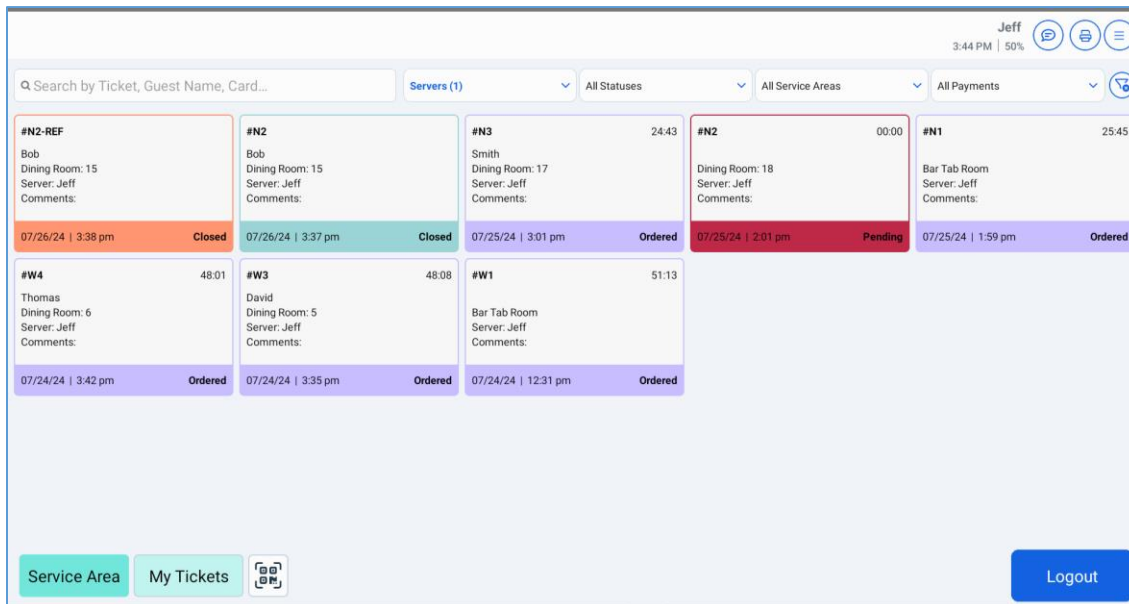 Jeff
3:44 PM | 50%
Search by Ticket, Guest Name, Card...
Servers (1)
All Statuses
All Service Areas
All Payments
#N2-REF
Bob
Dining Room: 15
Server: Jeff
Comments:
07/26/24 | 3:38 pm Closed
#N2
Bob
Dining Room: 15
Server: Jeff
Comments:
07/26/24 | 3:37 pm Closed
#N3 24:43
Smith
Dining Room: 17
Server: Jeff
Comments:
07/25/24 | 3:01 pm Ordered
#N2 00:00
Dining Room: 18
Server: Jeff
Comments:
07/25/24 | 2:01 pm Pending
#N1 25:45
Bar Tab Room
Server: Jeff
Comments:
07/25/24 | 1:59 pm Ordered
#W4 48:01
Thomas
Dining Room: 6
Server: Jeff
Comments:
07/24/24 | 3:42 pm Ordered
#W3 48:08
David
Dining Room: 5
Server: Jeff
Comments:
07/24/24 | 3:35 pm Ordered
#W1 51:13
Bar Tab Room
Server: Jeff
Comments:
07/24/24 | 12:31 pm Ordered
Service Area
My Tickets
Logout